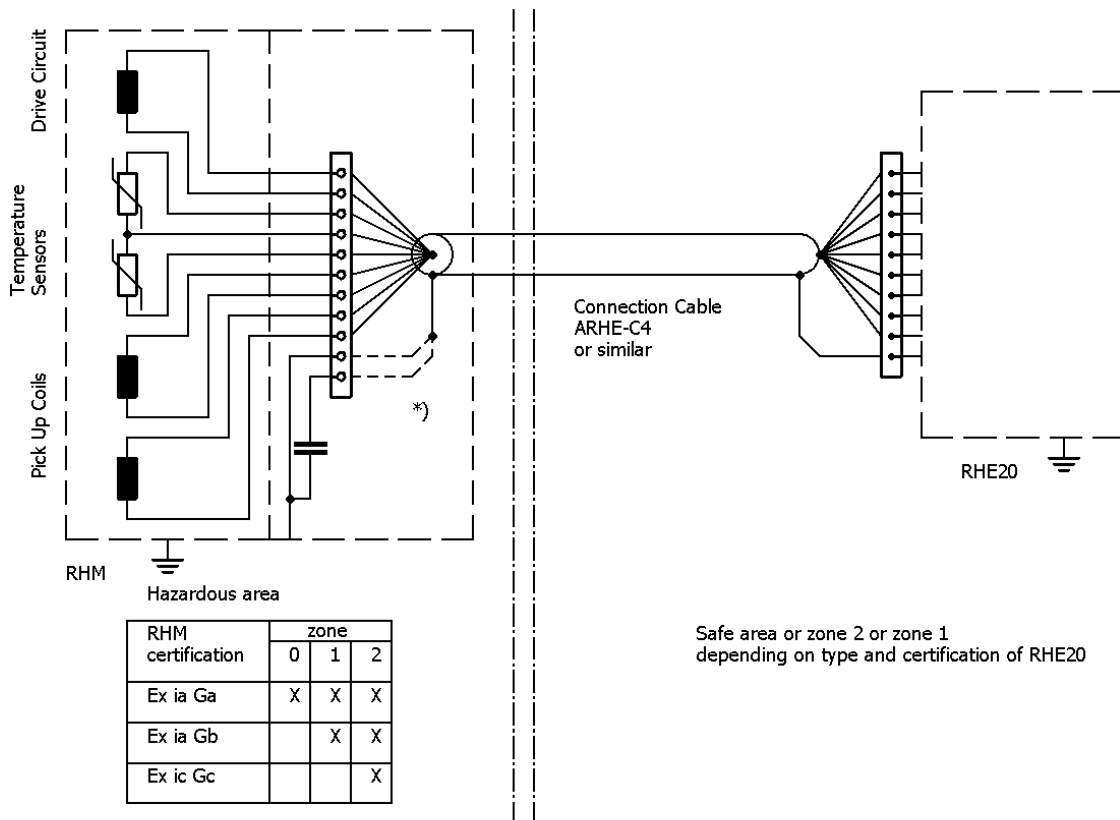 Drive Circuit
Temperature
Sensors
Pick Up Coils
*)
Connection Cable
ARHE-C4
or similar
RHE20
RHM
Hazardous area
RHM
certification
zone
0 1 2
Ex ia Ga X X X
Ex ia Gb X X
Ex ic Gc X
Safe area or zone 2 or zone 1
depending on type and certification of RHE20